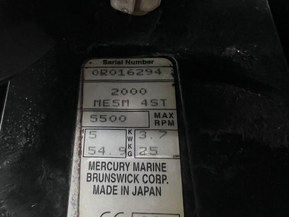 Serial Number
0R016294
2000
ME5M 4ST
5500 MAX RPM
5 KW 3.7
54.9 KG 25
MERCURY MARINE
BRUNSWICK CORP.
MADE IN JAPAN
CE